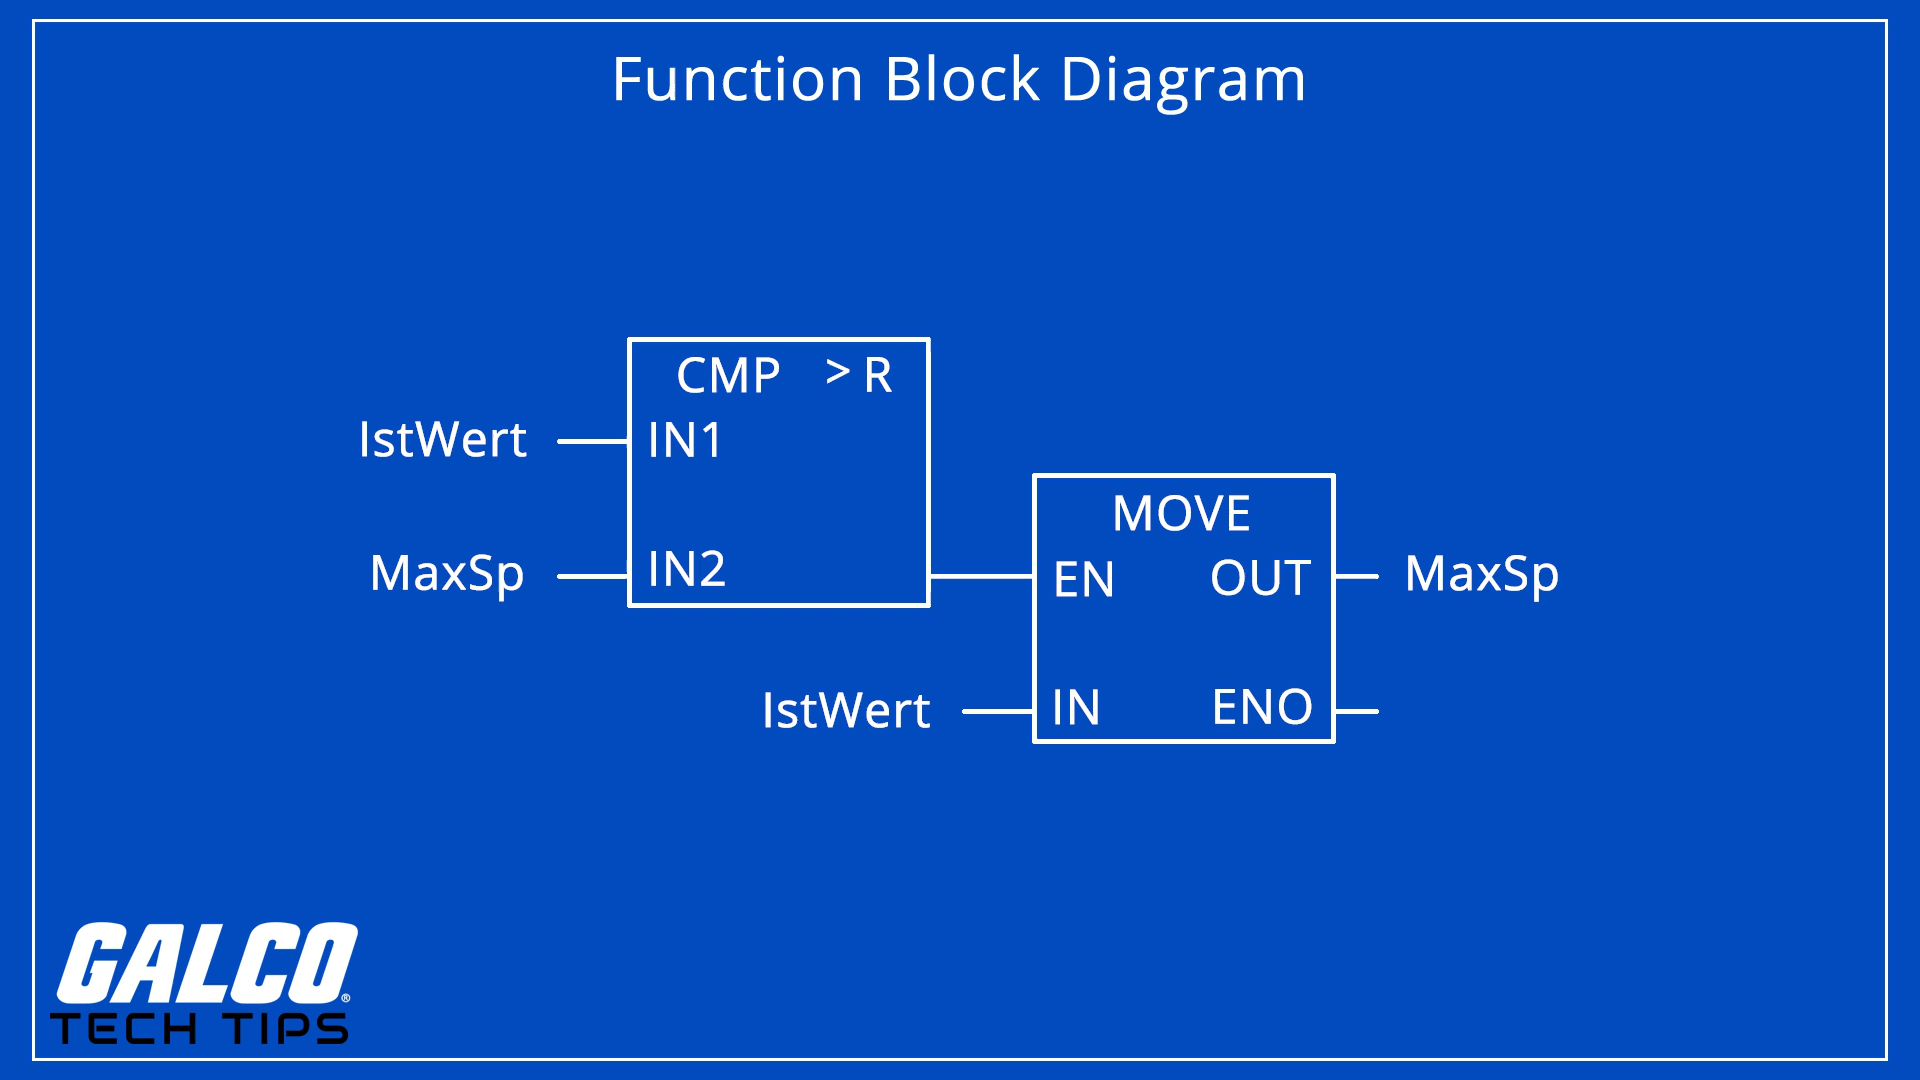 Function Block Diagram
CMP > R
IstWert IN1
MaxSp IN2
MOVE
EN OUT MaxSp
IstWert IN ENO
GALCO®
TECH TIPS